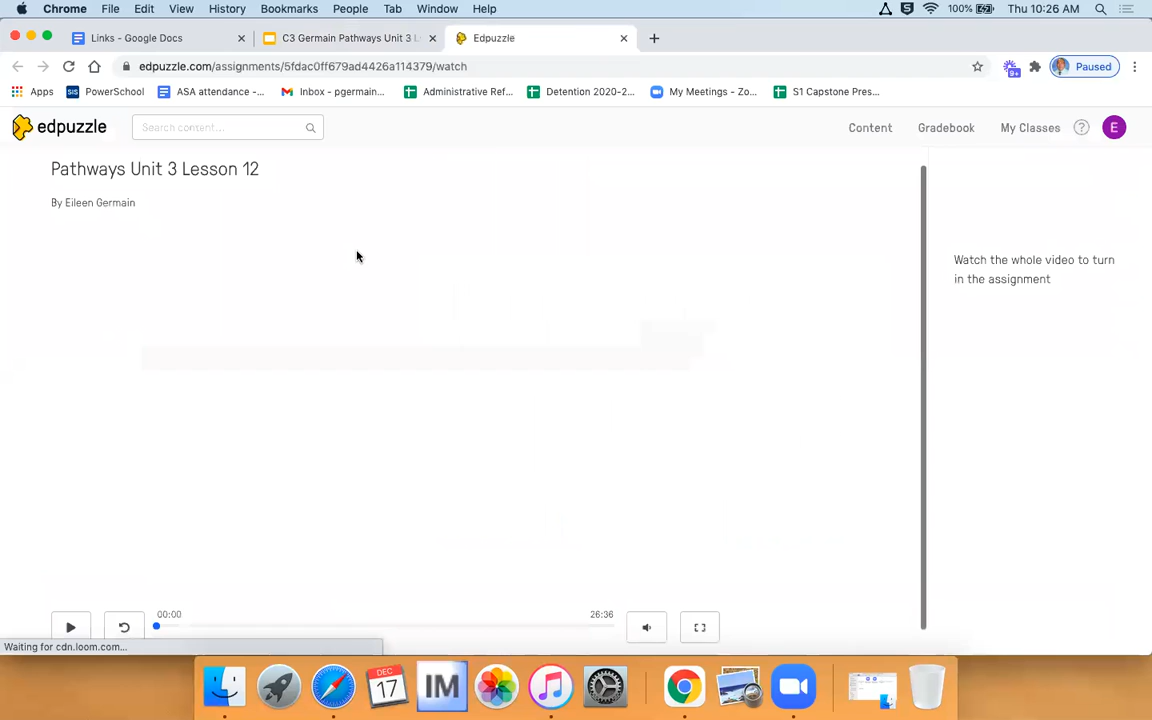 Chrome File Edit View History Bookmarks People Tab Window Help 100% Thu 10:26 AM
Links - Google Docs C3 Germain Pathways Unit 3 L Edpuzzle
edpuzzle.com/assignments/5fdac0ff679ad4426a114379/watch Paused
9+
Apps SIS PowerSchool ASA attendance -... Inbox - pgermain... Administrative Ref... Detention 2020-2... My Meetings - Zo... S1 Capstone Pres...
edpuzzle Search content... Content Gradebook My Classes ? E
Pathways Unit 3 Lesson 12
By Eileen Germain
Watch the whole video to turn
in the assignment
00:00 26:36
Waiting for cdn.loom.com...
DEC
17
IM